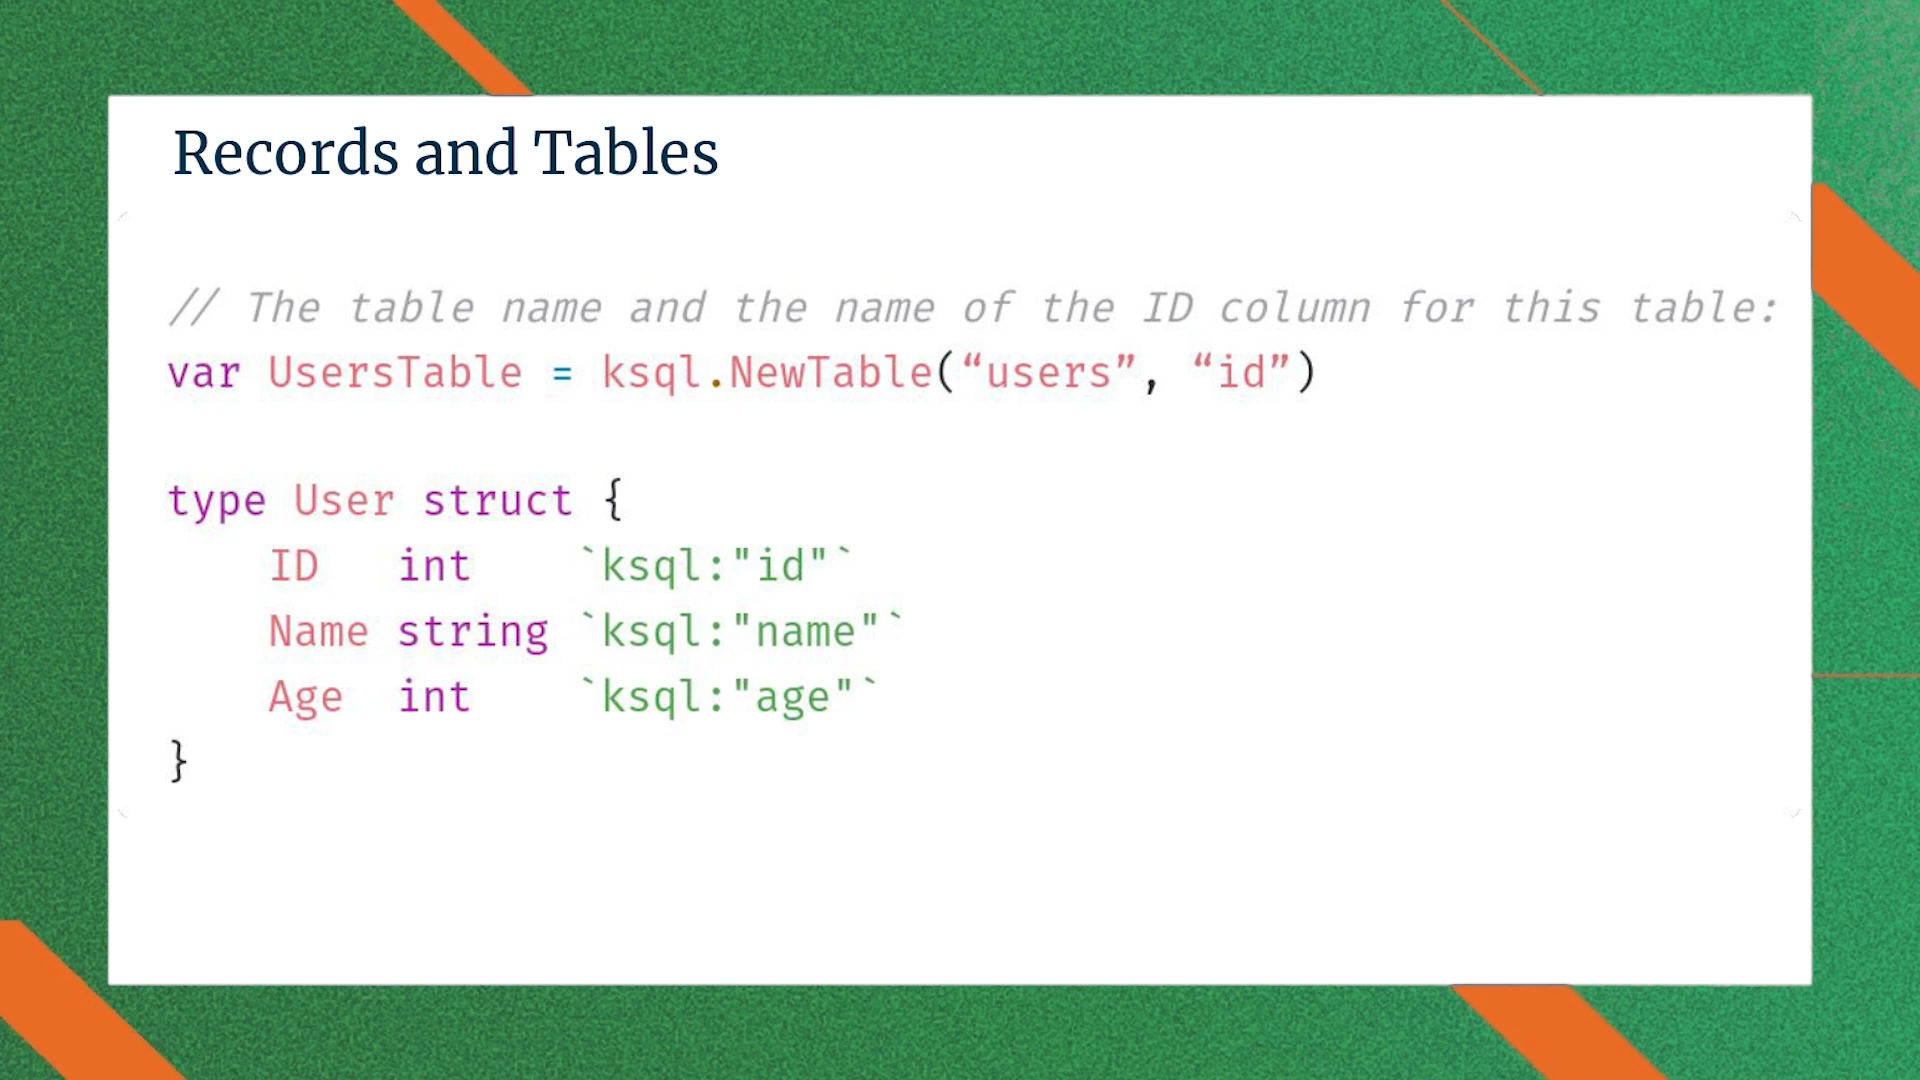 Records and Tables
// The table name and the name of the ID column for this table:
var UsersTable = ksql.NewTable(“users”, “id”)
type User struct {
    ID   int    `ksql:"id"`
    Name string `ksql:"name"`
    Age  int    `ksql:"age"`
}